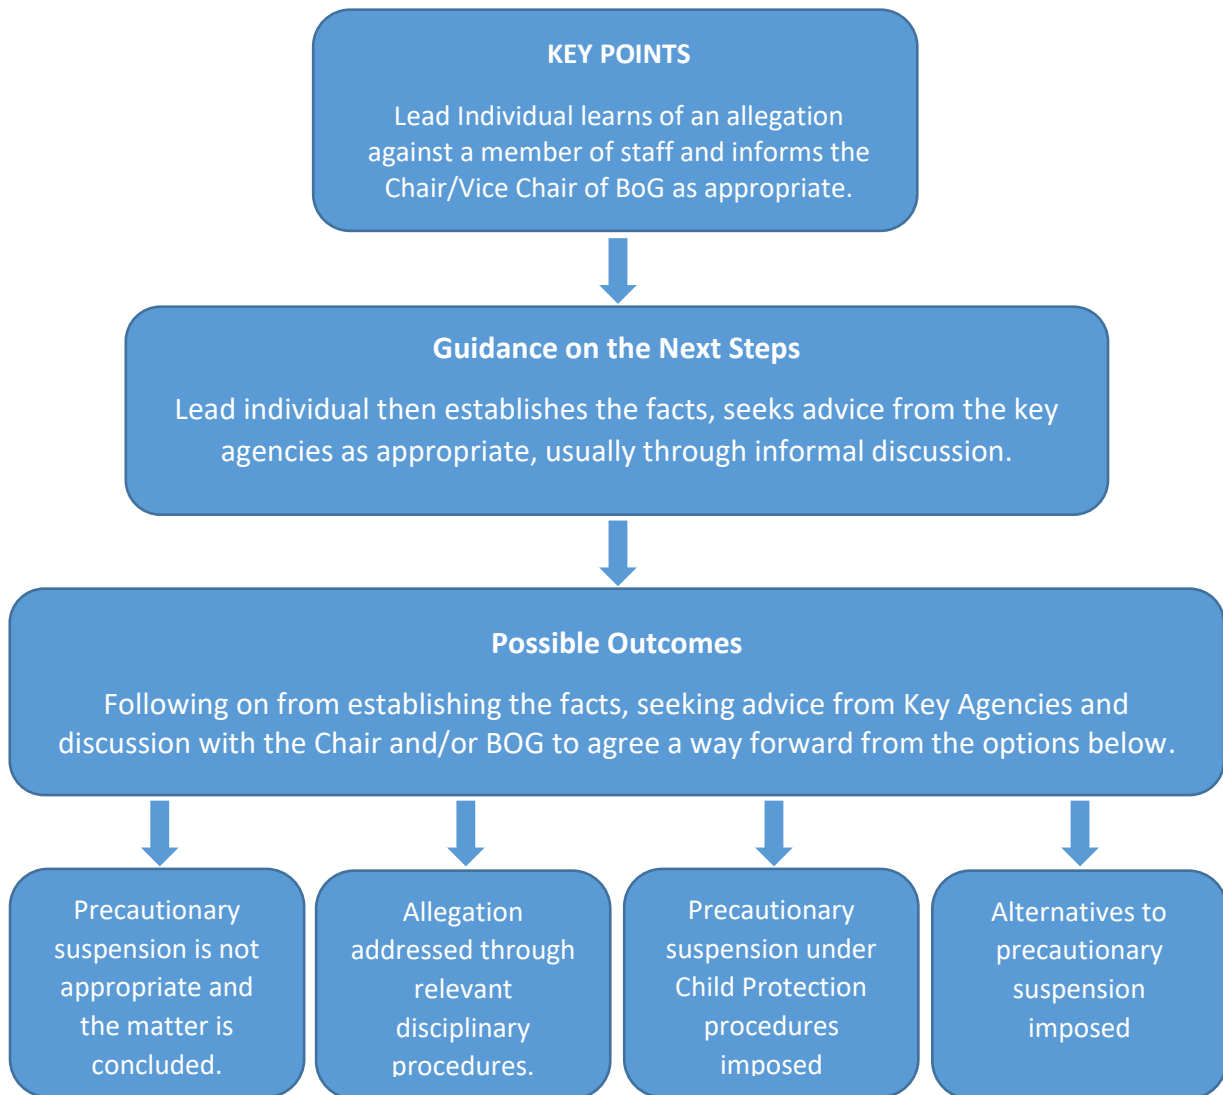 KEY POINTS
Lead Individual learns of an allegation
against a member of staff and informs the
Chair/Vice Chair of BoG as appropriate.
Guidance on the Next Steps
Lead individual then establishes the facts, seeks advice from the key
agencies as appropriate, usually through informal discussion.
Possible Outcomes
Following on from establishing the facts, seeking advice from Key Agencies and
discussion with the Chair and/or BOG to agree a way forward from the options below.
Precautionary
suspension is not
appropriate and
the matter is
concluded.
Allegation
addressed through
relevant
disciplinary
procedures.
Precautionary
suspension under
Child Protection
procedures
imposed
Alternatives to
precautionary
suspension
imposed